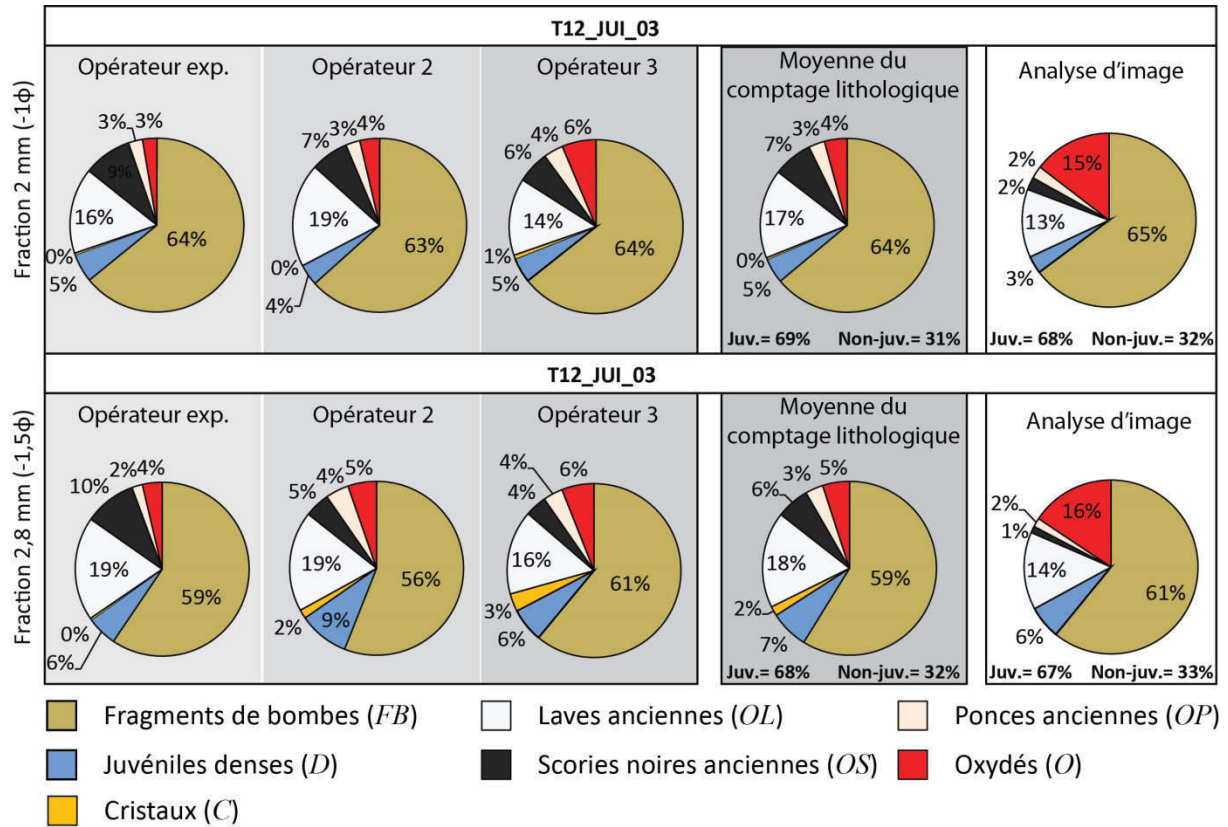 T12_JUI_03
Fraction 2 mm (-1ϕ)
Opérateur exp.
3% 3%
9%
16%
64%
0%
5%
Opérateur 2
7% 3% 4%
19%
63%
0%
4%
Opérateur 3
4% 6%
6%
14%
64%
1%
5%
Moyenne du
comptage lithologique
3% 4%
7%
17%
64%
0%
5%
Juv.= 69% Non-juv.= 31%
Analyse d'image
2% 15%
2%
13%
65%
3%
Juv.= 68% Non-juv.= 32%
T12_JUI_03
Fraction 2,8 mm (-1,5ϕ)
Opérateur exp.
2% 4%
10%
19%
59%
0%
6%
Opérateur 2
4% 5%
5%
19%
56%
2% 9%
Opérateur 3
4% 6%
4%
16%
61%
3%
6%
Moyenne du
comptage lithologique
3% 5%
6%
18%
59%
2%
7%
Juv.= 68% Non-juv.= 32%
Analyse d'image
2% 16%
1%
14%
61%
6%
Juv.= 67% Non-juv.= 33%
Fragments de bombes (FB)
Laves anciennes (OL)
Ponces anciennes (OP)
Juvéniles denses (D)
Scories noires anciennes (OS)
Oxydés (O)
Cristaux (C)